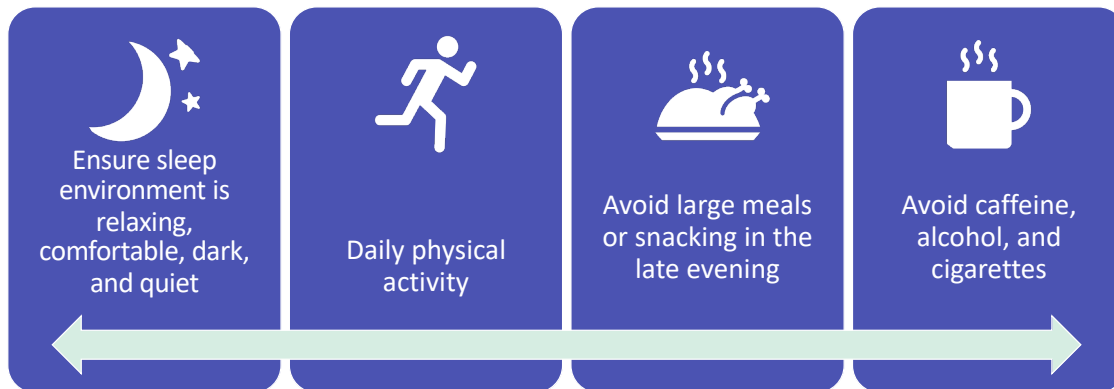 Ensure sleep
environment is
relaxing,
comfortable, dark,
and quiet
Daily physical
activity
Avoid large meals
or snacking in the
late evening
Avoid caffeine,
alcohol, and
cigarettes